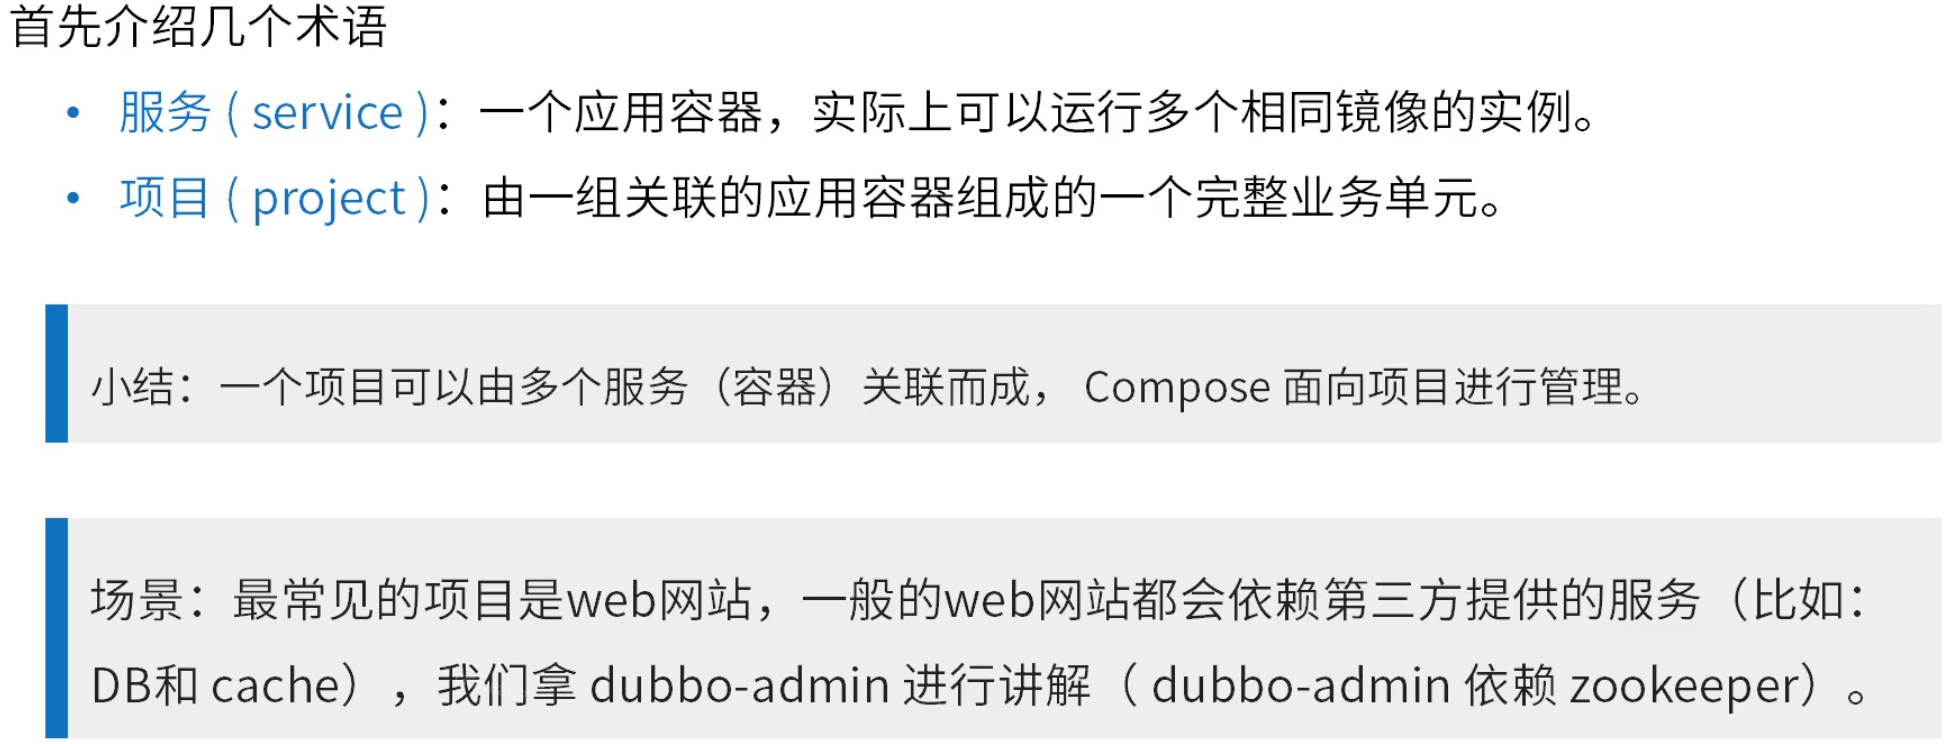 首先介绍几个术语
• 服务 ( service )：一个应用容器，实际上可以运行多个相同镜像的实例。
• 项目 ( project )：由一组关联的应用容器组成的一个完整业务单元。
小结：一个项目可以由多个服务（容器）关联而成， Compose 面向项目进行管理。
场景：最常见的项目是web网站，一般的web网站都会依赖第三方提供的服务（比如：
DB和 cache），我们拿 dubbo-admin 进行讲解（ dubbo-admin 依赖 zookeeper）。